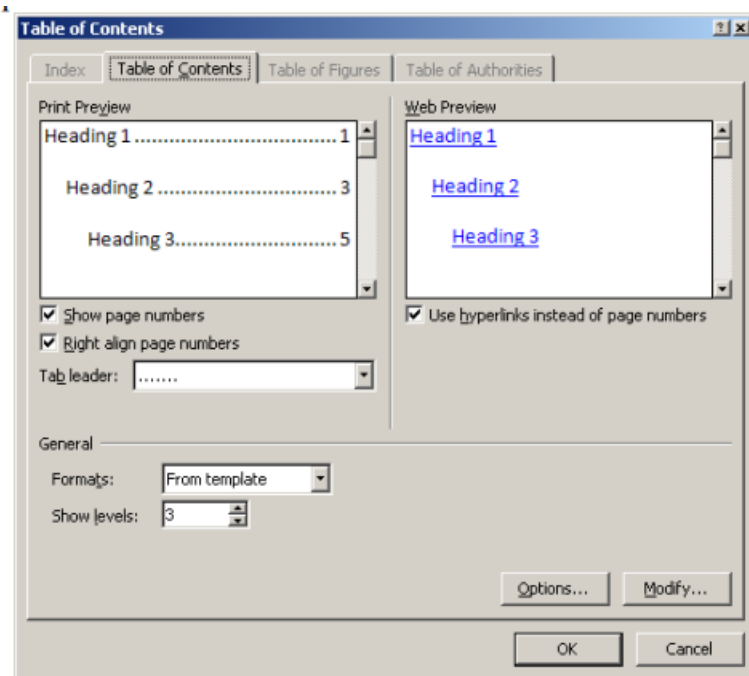 Table of Contents
Index Table of Contents Table of Figures Table of Authorities
Print Preview
Heading 1 ................................... 1
Heading 2 ............................... 3
Heading 3............................ 5
Show page numbers
Right align page numbers
Tab leader: .......
Web Preview
Heading 1
Heading 2
Heading 3
Use hyperlinks instead of page numbers
General
Formats: From template
Show levels: 3
Options... Modify...
OK Cancel